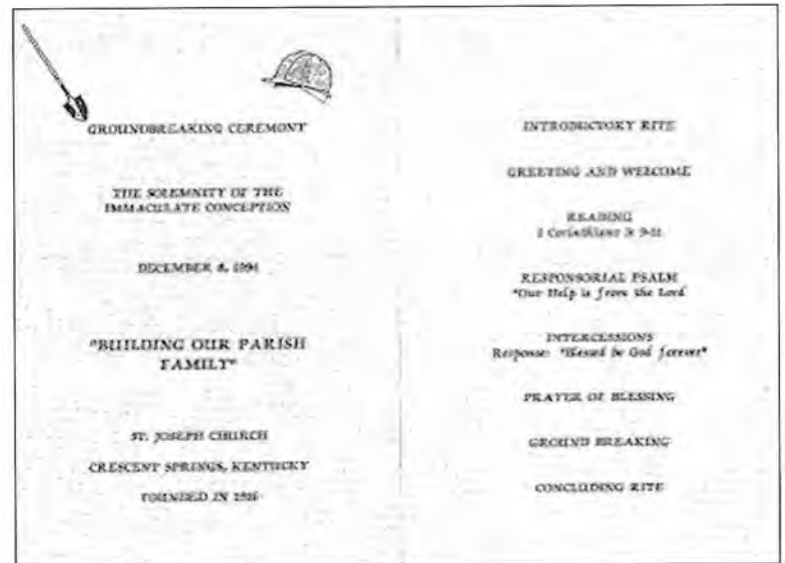 GROUNDBREAKING CEREMONY
THE SOLEMNITY OF THE
IMMACULATE CONCEPTION
DECEMBER 8, 1994
"BUILDING OUR PARISH
FAMILY"
ST. JOSEPH CHURCH
CRESCENT SPRINGS, KENTUCKY
FOUNDED IN
INTRODUCTORY RITE
GREETING AND WELCOME
READING
1 Corinthians 3: 9-11
RESPONSORIAL PSALM
"Our Help is from the Lord
INTERCESSIONS
Response: "Blessed be God forever"
PRAYER OF BLESSING
GROUND BREAKING
CONCLUDING RITE